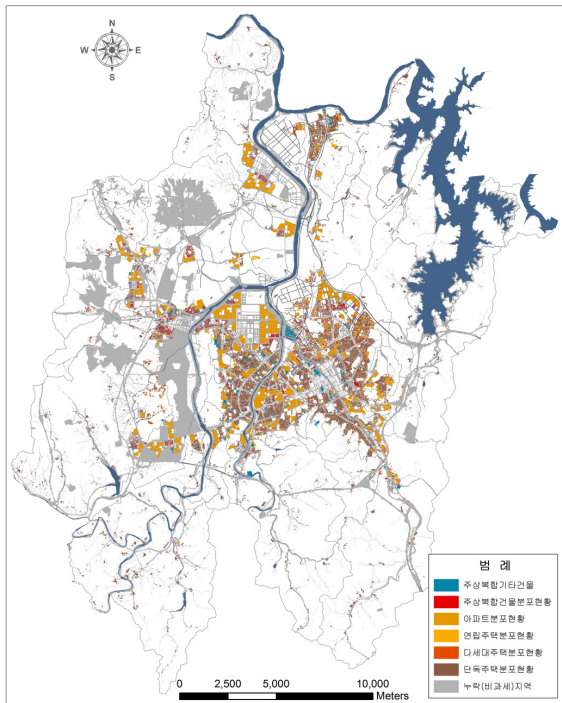 N
W E
S
범 례
주상복합기타건물
주상복합건물분포현황
아파트분포현황
연립주택분포현황
다세대주택분포현황
단독주택분포현황
누락(비과세)지역
0 2,500 5,000 10,000
Meters